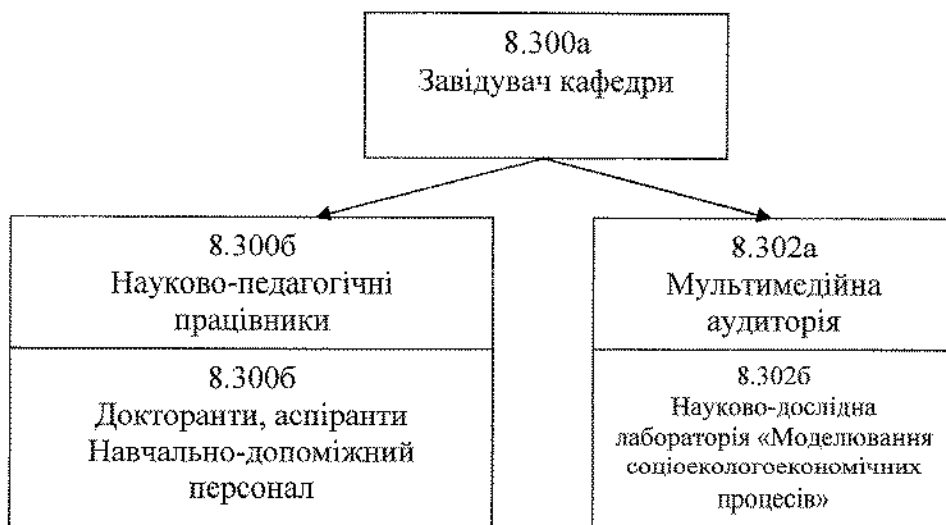 8.300а
Завідувач кафедри
8.300б
Науково-педагогічні
працівники
8.300б
Докторанти, аспіранти
Навчально-допоміжний
персонал
8.302а
Мультимедійна
аудиторія
8.302б
Науково-дослідна
лабораторія «Моделювання
соціоекологоекономічних
процесів»